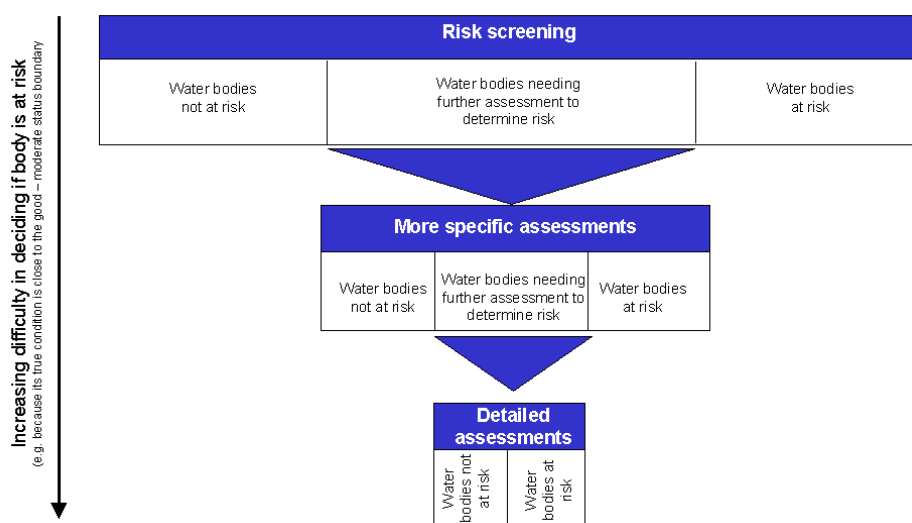 Increasing difficulty in deciding if body is at risk
(e.g. because its true condition is close to the good – moderate status boundary
Risk screening
Water bodies
not at risk
Water bodies needing
further assessment to
determine risk
Water bodies
at risk
More specific assessments
Water bodies
not at risk
Water bodies needing
further assessment to
determine risk
Water bodies
at risk
Detailed
assessments
Water
bodies not
at risk
Water
bodies at
risk